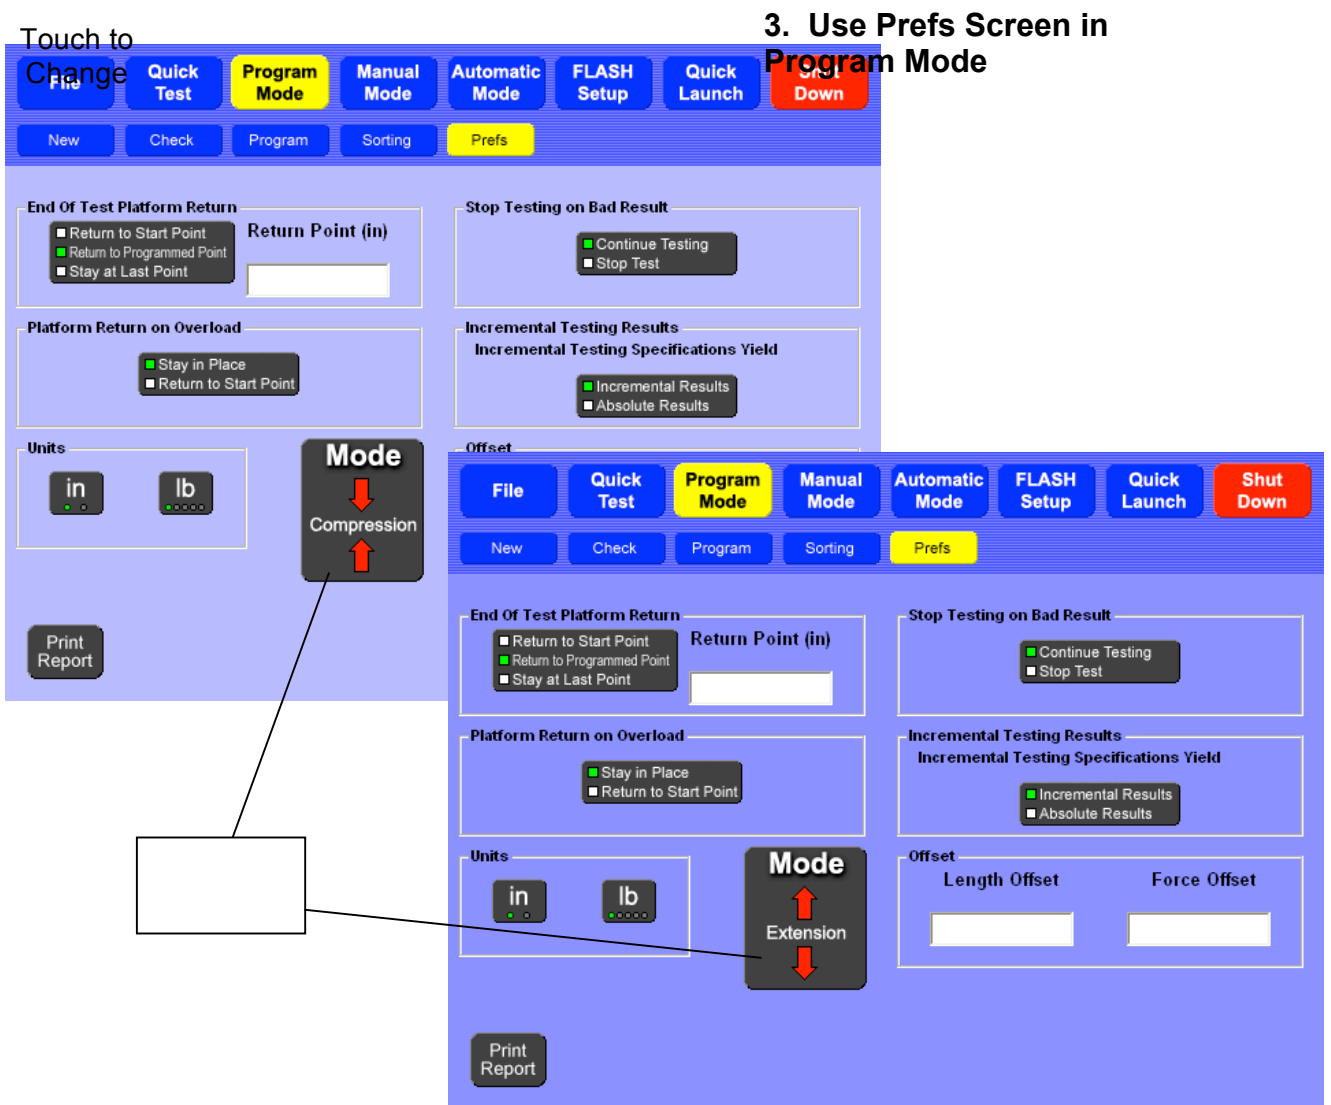 Touch to
Change
3.  Use Prefs Screen in
Program Mode
File
Quick
Test
Program
Mode
Manual
Mode
Automatic
Mode
FLASH
Setup
Quick
Launch
Shut
Down
New
Check
Program
Sorting
Prefs
End Of Test Platform Return
Return to Start Point
Return to Programmed Point
Stay at Last Point
Return Point (in)
Stop Testing on Bad Result
Continue Testing
Stop Test
Platform Return on Overload
Stay in Place
Return to Start Point
Incremental Testing Results
Incremental Testing Specifications Yield
Incremental Results
Absolute Results
Units
in
lb
Mode
Compression
Offset
Print
Report
File
Quick
Test
Program
Mode
Manual
Mode
Automatic
Mode
FLASH
Setup
Quick
Launch
Shut
Down
New
Check
Program
Sorting
Prefs
End Of Test Platform Return
Return to Start Point
Return to Programmed Point
Stay at Last Point
Return Point (in)
Stop Testing on Bad Result
Continue Testing
Stop Test
Platform Return on Overload
Stay in Place
Return to Start Point
Incremental Testing Results
Incremental Testing Specifications Yield
Incremental Results
Absolute Results
Units
in
lb
Mode
Extension
Offset
Length Offset
Force Offset
Print
Report